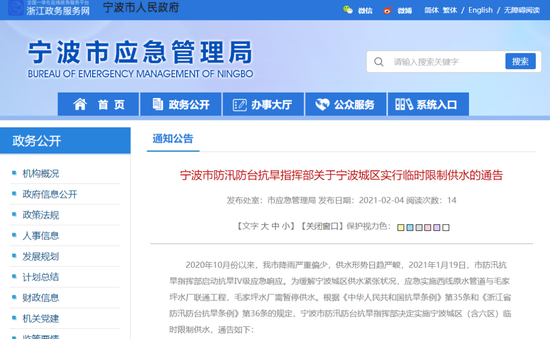 全国一体化在线政务服务平台
浙江政务服务网
宁波市人民政府
微信 微博 简体 繁体 / English / 无障碍阅读
宁波市应急管理局
BUREAU OF EMERGENCY MANAGEMENT OF NINGBO
请输入搜索关键字 搜索
首 页 政务公开 办事大厅 公众服务 系统入口
政务公开
机构概况
政府信息公开
政策法规
人事信息
发展规划
计划总结
财政信息
机关党建
监管要情
通知公告
宁波市防汛防台抗旱指挥部关于宁波城区实行临时限制供水的通告
发布处室：市应急管理局 发布日期：2021-02-04 阅读次数：14
【文字 大 中 小】【关闭窗口】保护视力色：
2020年10月份以来，我市降雨严重偏少，供水形势日趋严峻，2021年1月19日，市防汛抗
指挥部启动抗旱Ⅳ级应急响应。为缓解宁波城区供水紧张状况，应急实施西线原水管道与毛家
坪水厂联通工程，毛家坪水厂需暂停供水。根据《中华人民共和国抗旱条例》第35条和《浙江省
防汛防台抗旱条例》第36条的规定，宁波市防汛防台抗旱指挥部决定实施宁波城区（含六区）临
时限制供水，通告如下：